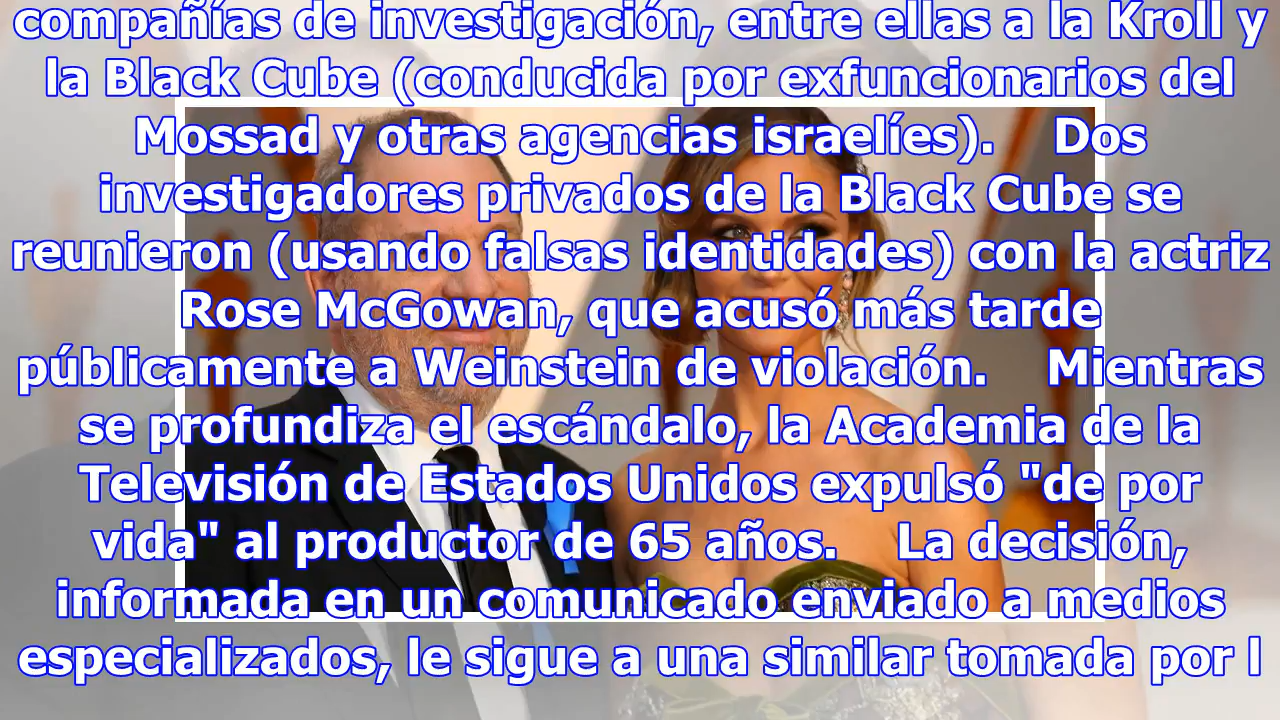 compañías de investigación, entre ellas a la Kroll y
la Black Cube (conducida por exfuncionarios del
Mossad y otras agencias israelíes). Dos
investigadores privados de la Black Cube se
reunieron (usando falsas identidades) con la actriz
Rose McGowan, que acusó más tarde
públicamente a Weinstein de violación. Mientras
se profundiza el escándalo, la Academia de la
Televisión de Estados Unidos expulsó "de por
vida" al productor de 65 años. La decisión,
informada en un comunicado enviado a medios
especializados, le sigue a una similar tomada por l